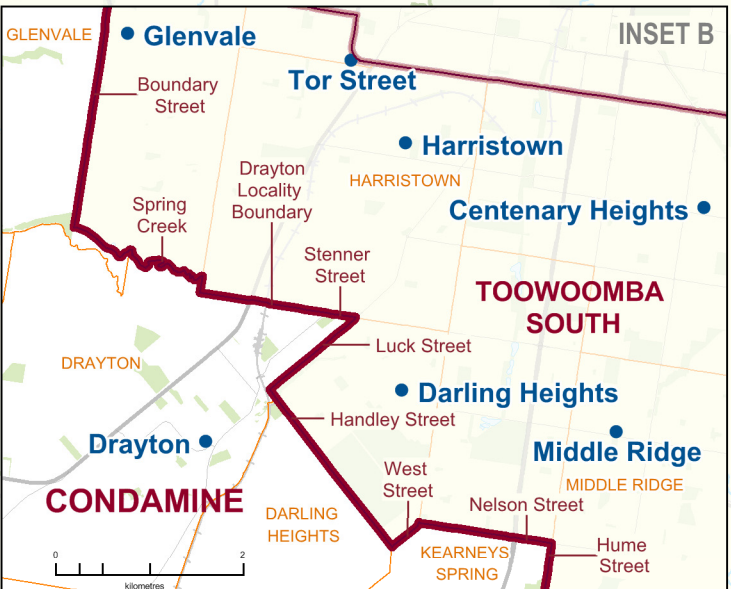 INSET B
GLENVALE
Glenvale
Tor Street
Boundary
Street
Harristown
HARRISTOWN
Drayton
Locality
Boundary
Centenary Heights
Spring
Creek
Stenner
Street
TOOWOOMBA
SOUTH
Luck Street
DRAYTON
Darling Heights
Handley Street
Drayton
Middle Ridge
MIDDLE RIDGE
West
Street
CONDAMINE
Nelson Street
DARLING
HEIGHTS
KEARNEYS
SPRING
Hume
Street
0
2
kilometres